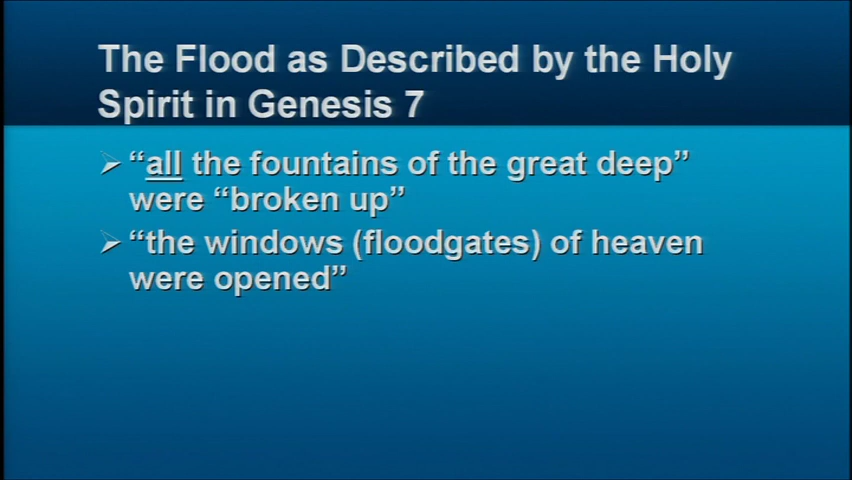 The Flood as Described by the Holy
Spirit in Genesis 7
“all the fountains of the great deep”
were “broken up”
“the windows (floodgates) of heaven
were opened”